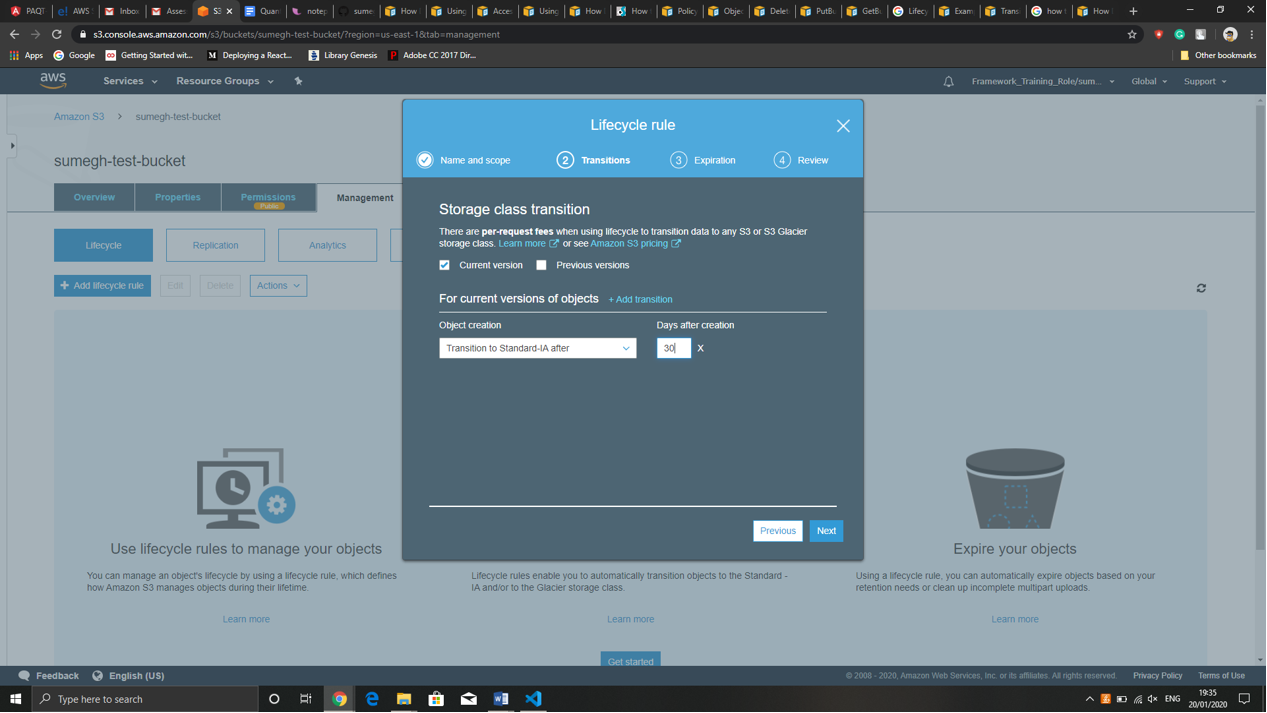 PAQT
AWS
Inbox
Asses
S3
Quan
notep
sume
How
Using
Acces
Using
How
How
Policy
Objec
Delet
PutBu
GetBu
Lifecy
Exam
Trans
how t
How
s3.console.aws.amazon.com/s3/buckets/sumegh-test-bucket/?region=us-east-1&tab=management
Apps
Google
Getting Started wit...
Deploying a React...
Library Genesis
Adobe CC 2017 Dir...
Other bookmarks
aws
Services
Resource Groups
Framework_Training_Role/sum...
Global
Support
Amazon S3 > sumegh-test-bucket
sumegh-test-bucket
Overview
Properties
Permissions
Public
Management
Lifecycle
Replication
Analytics
+ Add lifecycle rule
Edit
Delete
Actions
Lifecycle rule
Name and scope
2 Transitions
3 Expiration
4 Review
Storage class transition
There are per-request fees when using lifecycle to transition data to any S3 or S3 Glacier
storage class. Learn more or see Amazon S3 pricing
Current version
Previous versions
For current versions of objects + Add transition
Object creation
Days after creation
Transition to Standard-IA after
30
X
Previous
Next
Use lifecycle rules to manage your objects
You can manage an object's lifecycle by using a lifecycle rule, which defines
how Amazon S3 manages objects during their lifetime.
Learn more
Lifecycle rules enable you to automatically transition objects to the Standard -
IA and/or to the Glacier storage class.
Learn more
Get started
Expire your objects
Using a lifecycle rule, you can automatically expire objects based on your
retention needs or clean up incomplete multipart uploads.
Learn more
Feedback
English (US)
© 2008 - 2020, Amazon Web Services, Inc. or its affiliates. All rights reserved.
Privacy Policy
Terms of Use
Type here to search
ENG
19:35
20/01/2020